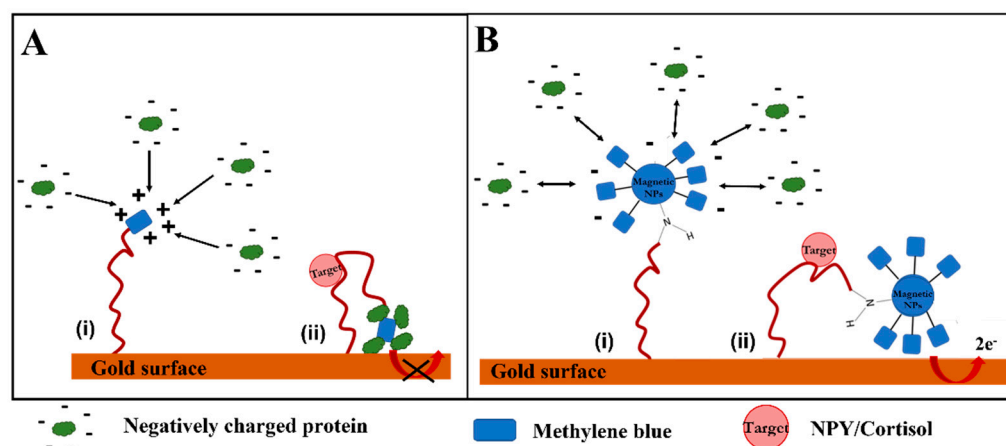 A
B
Magnetic
NPs
N
H
Target
Target
Magnetic
NPs
N
H
(i)
(ii)
(i)
(ii)
2e-
Gold surface
Gold surface
Negatively charged protein
Methylene blue
Target
NPY/Cortisol